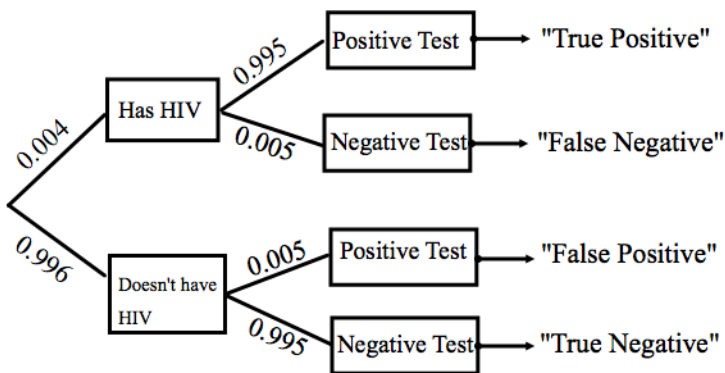 0.004
0.996
Has HIV
0.995
0.005
Positive Test
"True Positive"
Negative Test
"False Negative"
Doesn't have
HIV
0.005
0.995
Positive Test
"False Positive"
Negative Test
"True Negative"